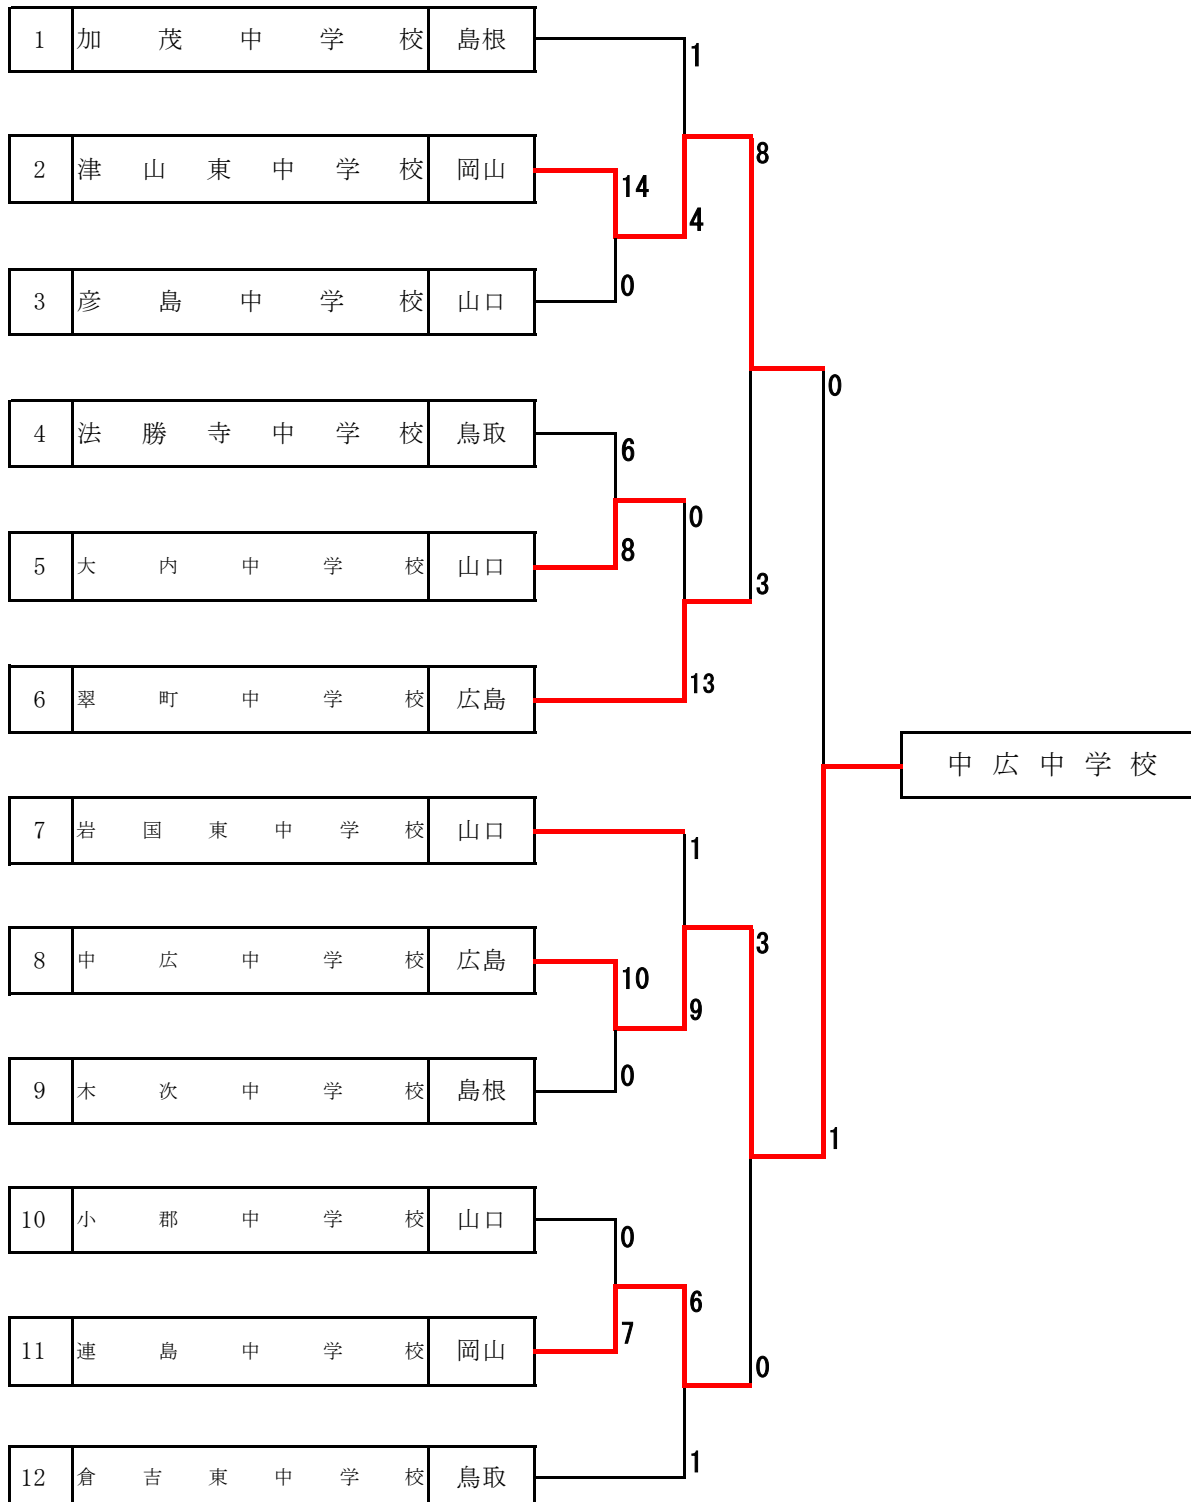 1 加茂中学校 島根
1
8
2 津山東中学校 岡山
14
4
3 彦島中学校 山口
0
0
4 法勝寺中学校 鳥取
6
0
5 大内中学校 山口
8
3
6 翠町中学校 広島
13
中広中学校
7 岩国東中学校 山口
1
3
8 中広中学校 広島
10
9
9 木次中学校 島根
0
1
10 小郡中学校 山口
0
6
11 連島中学校 岡山
7
0
12 倉吉東中学校 鳥取
1